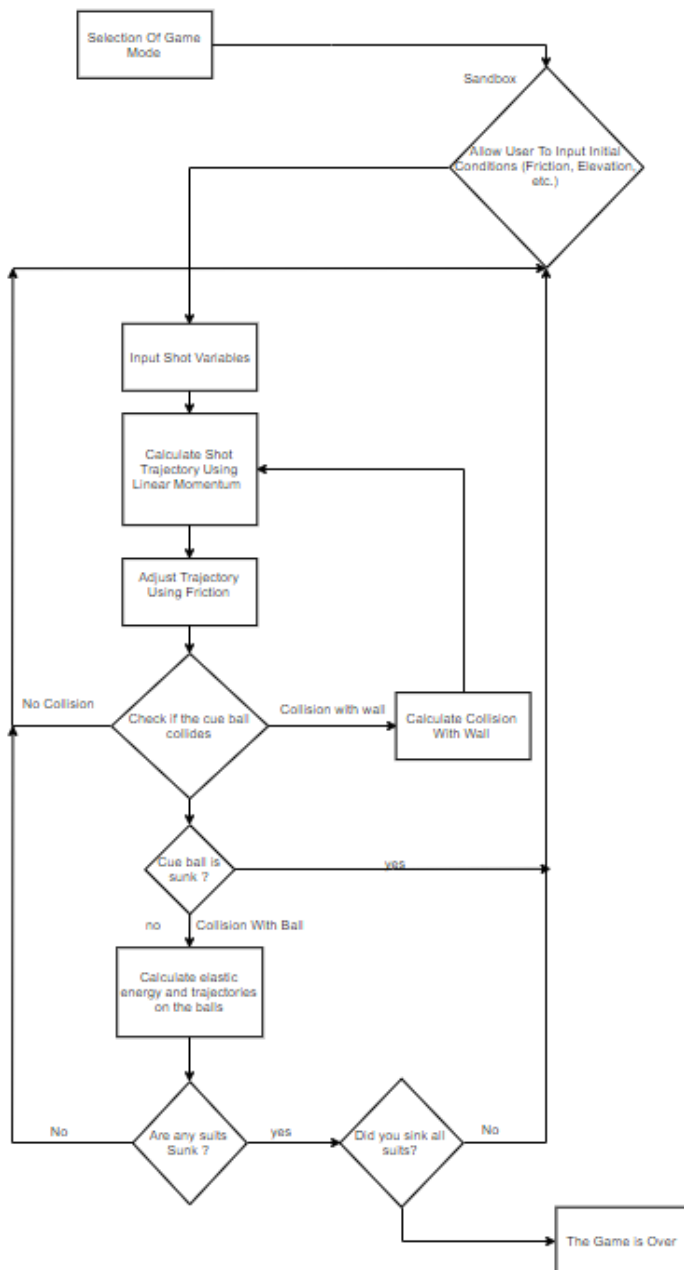 Selection Of Game
Mode
Sandbox
Allow User To Input Initial
Conditions (Friction, Elevation,
etc.)
Input Shot Variables
Calculate Shot
Trajectory Using
Linear Momentum
Adjust Trajectory
Using Friction
No Collision
Check if the cue ball
collides
Collision with wall
Calculate Collision
With Wall
Cue ball is
sunk ?
yes
no
Collision With Ball
Calculate elastic
energy and trajectories
on the balls
No
Are any suits
Sunk ?
yes
Did you sink all
suits?
No
The Game is Over